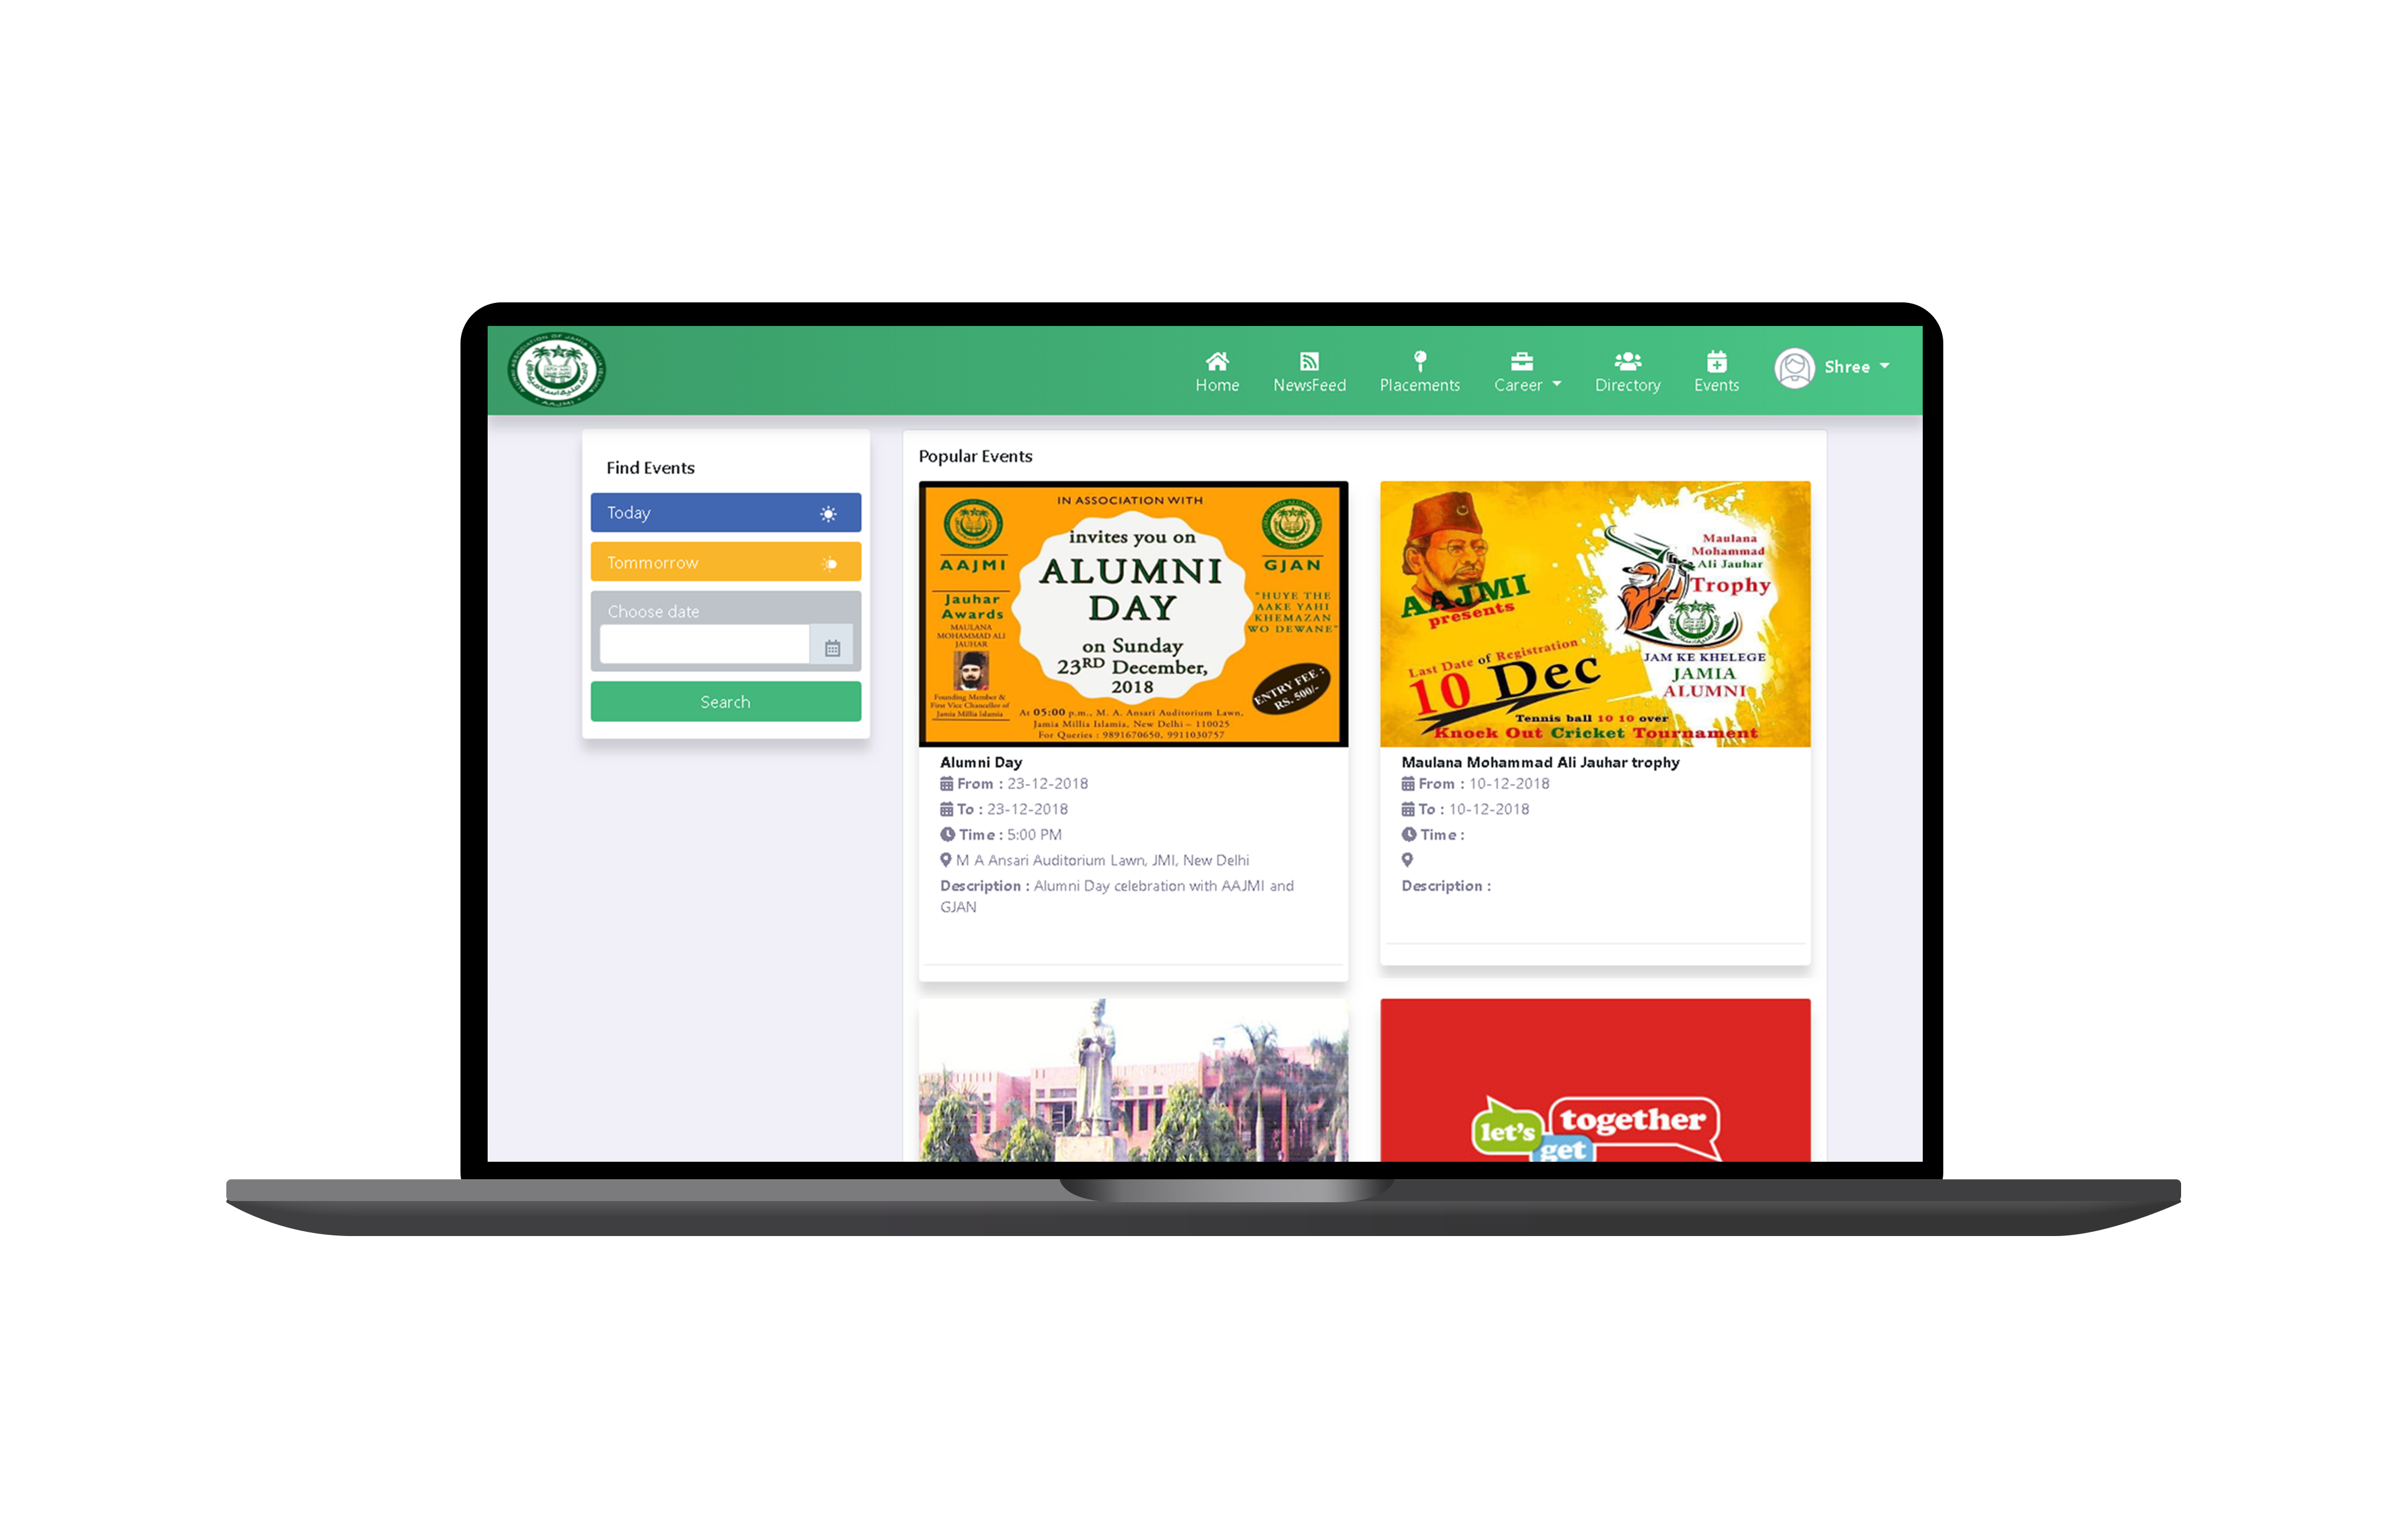 Home
NewsFeed
Placements
Career
Directory
Events
Shree
Find Events
Today
Tommorrow
Choose date
Search
Popular Events
IN ASSOCIATION WITH
AAJMI
Jauhar
Awards
MAULANA
MOHAMMAD ALI
JAUHAR
Founding Member &
First Vice Chancellor of
Jamia Millia Islamia
invites you on
ALUMNI
DAY
on Sunday
23RD December,
2018
GJAN
"HUYE THE
AAKE YAHI
KHEMAZAN
WO DEWANE"
ENTRY FEE :
RS. 500/-
At 05:00 p.m., M. A. Ansari Auditorium Lawn,
Jamia Millia Islamia, New Delhi – 110025
For Queries : 9891670650, 9911030757
Alumni Day
From : 23-12-2018
To : 23-12-2018
Time : 5:00 PM
M A Ansari Auditorium Lawn, JMI, New Delhi
Description : Alumni Day celebration with AAJMI and
GJAN
AAJMI
presents
Maulana
Mohammad
Ali Jauhar
Trophy
Last Date of Registration
10 Dec
JAM KE KHELEGE
JAMIA
ALUMNI
Tennis ball 10 10 over
Knock Out Cricket Tournament
Maulana Mohammad Ali Jauhar trophy
From : 10-12-2018
To : 10-12-2018
Time :
Description :
let's
together
get